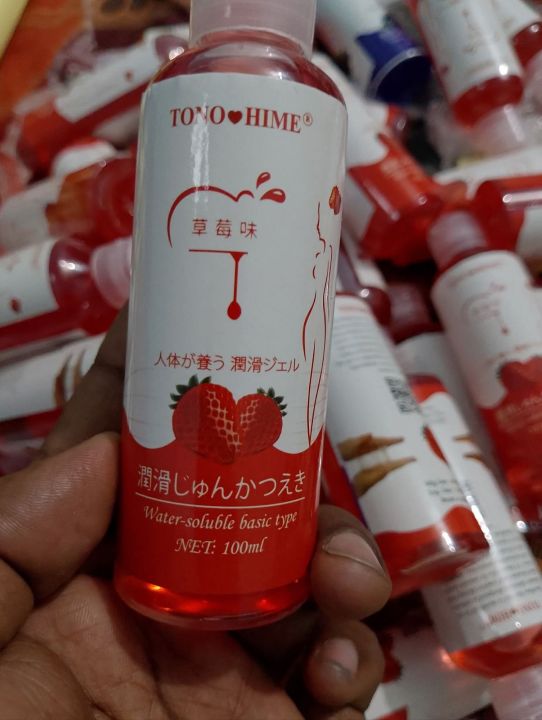 TONO♥HIME®
草莓味
人体が養う 潤滑ジェル
潤滑じゅんかつえき
Water-soluble basic type
NET: 100ml